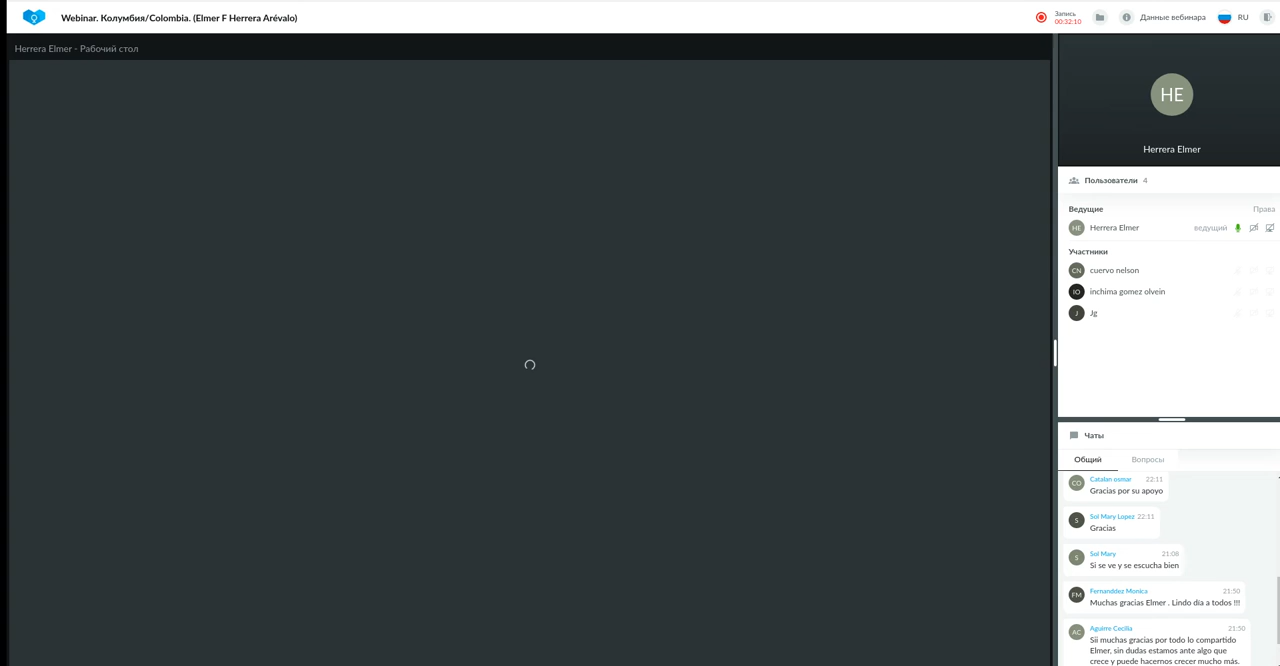 Webinar. Колумбия/Colombia. (Elmer F Herrera Arévalo)
Запись
00:32:10
Данные вебинара
RU
Herrera Elmer - Рабочий стол
HE
Herrera Elmer
Пользователи 4
Ведущие Права
HE Herrera Elmer ведущий
Участники
CN cuervo nelson
IO inchima gomez olvein
J Jg
Чаты
Общий Вопросы
CO Catalan osmar 22:11
Gracias por su apoyo
S Sol Mary Lopez 22:11
Gracias
S Sol Mary 21:08
Si se ve y se escucha bien
FM Fernanddez Monica 21:50
Muchas gracias Elmer . Lindo día a todos !!!
AC Aguirre Cecilia 21:50
Sii muchas gracias por todo lo compartido
Elmer, sin dudas estamos ante algo que
crece y puede hacernos crecer mucho más.